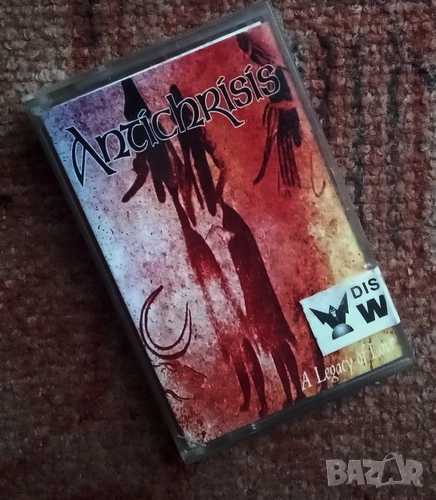 Antichrisis
DIS
W
A Legacy of
BAZAR